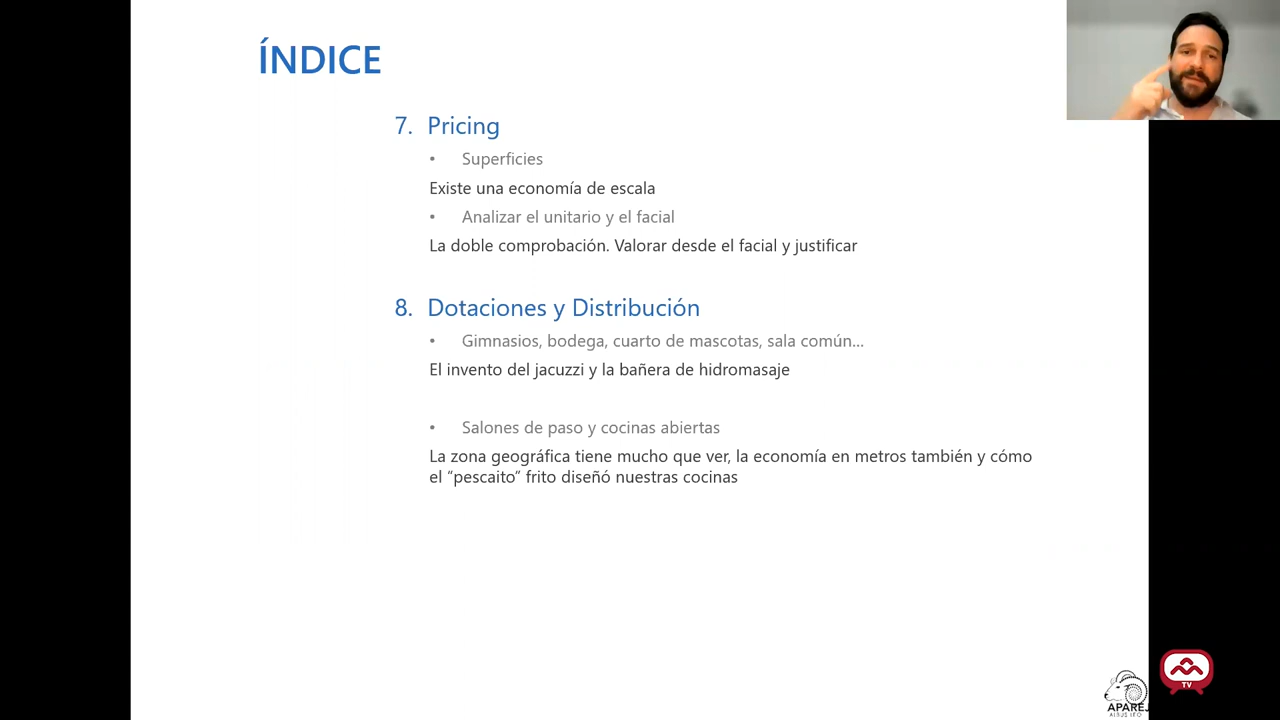 ÍNDICE
7. Pricing
• Superficies
Existe una economía de escala
• Analizar el unitario y el facial
La doble comprobación. Valorar desde el facial y justificar
8. Dotaciones y Distribución
• Gimnasios, bodega, cuarto de mascotas, sala común...
El invento del jacuzzi y la bañera de hidromasaje
• Salones de paso y cocinas abiertas
La zona geográfica tiene mucho que ver, la economía en metros también y cómo
el “pescaito” frito diseñó nuestras cocinas
TV